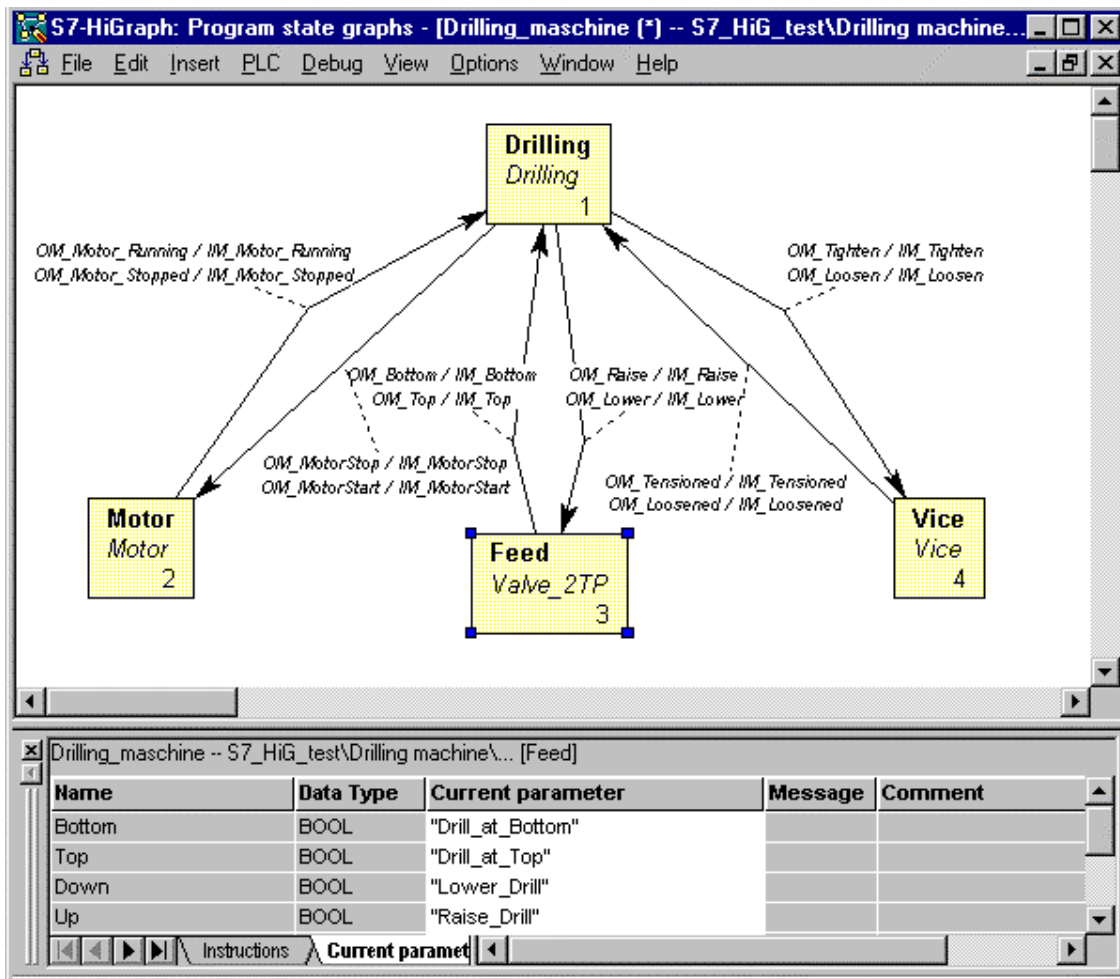 S7-HiGraph: Program state graphs - [Drilling_maschine (*) -- S7_HiG_test\Drilling machine...
File Edit Insert PLC Debug View Options Window Help
Drilling
Drilling
1
OM_Motor_Running / IM_Motor_Running
OM_Motor_Stopped / IM_Motor_Stopped
OM_Tighten / IM_Tighten
OM_Loosen / IM_Loosen
OM_Bottom / IM_Bottom
OM_Top / IM_Top
OM_Raise / IM_Raise
OM_Lower / IM_Lower
OM_MotorStop / IM_MotorStop
OM_MotorStart / IM_MotorStart
OM_Tensioned / IM_Tensioned
OM_Loosened / IM_Loosened
Motor
Motor
2
Feed
Valve_2TP
3
Vice
Vice
4
Drilling_maschine -- S7_HiG_test\Drilling machine\... [Feed]
Name Data Type Current parameter Message Comment
Bottom BOOL "Drill_at_Bottom"
Top BOOL "Drill_at_Top"
Down BOOL "Lower_Drill"
Up BOOL "Raise_Drill"
Instructions Current paramet